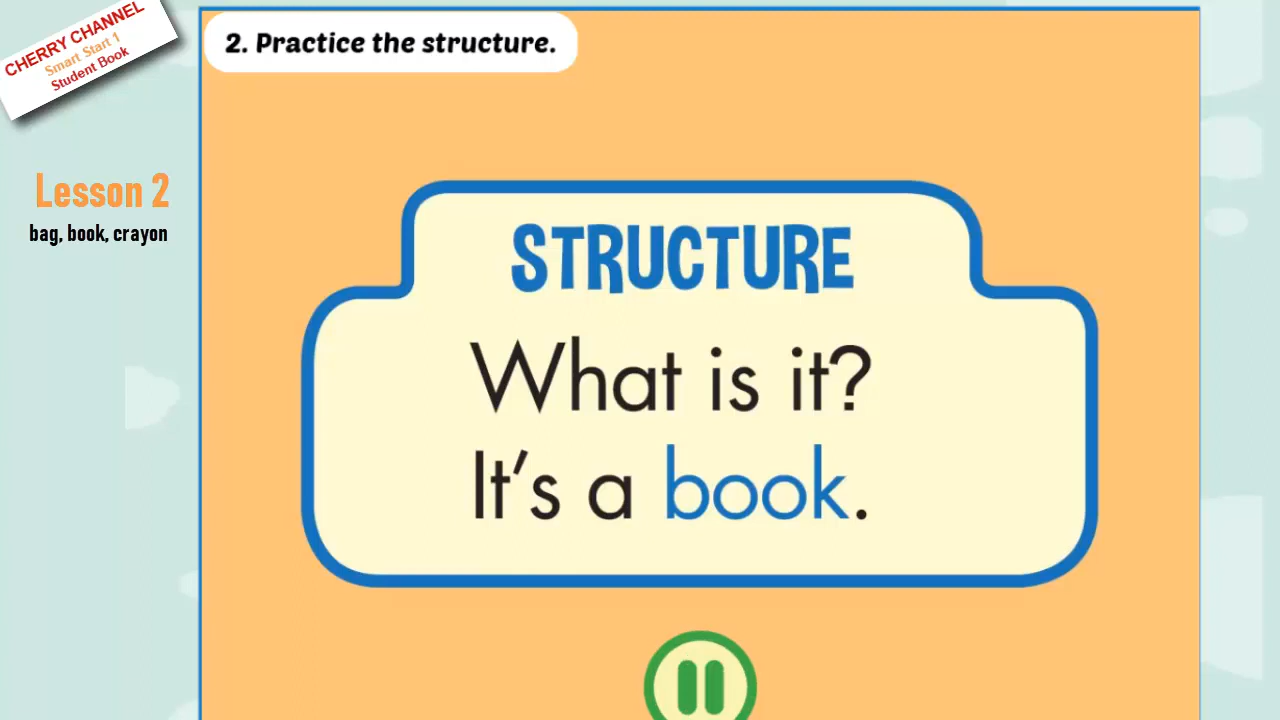 CHERRY CHANNEL
Smart Start 1
Student Book
2. Practice the structure.
Lesson 2
bag, book, crayon
STRUCTURE
What is it?
It's a book.